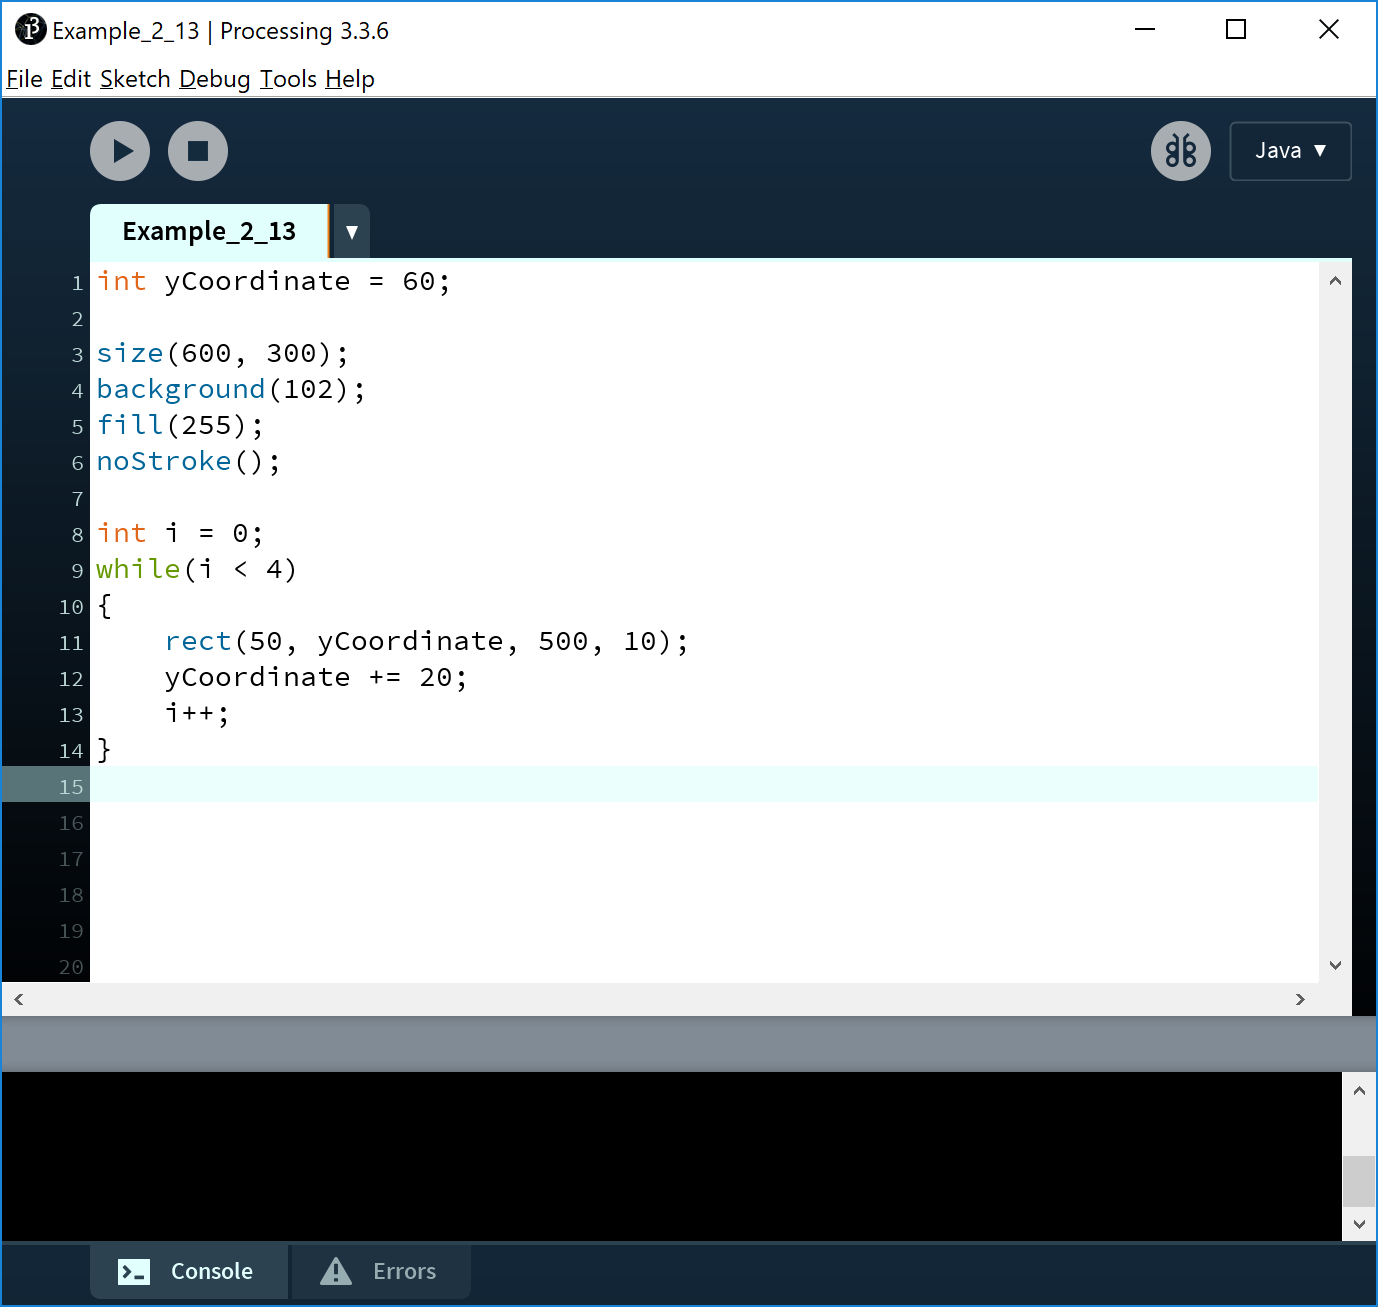 Example_2_13 | Processing 3.3.6
File Edit Sketch Debug Tools Help
Java ▼
Example_2_13 ▼
1 int yCoordinate = 60;
2
3 size(600, 300);
4 background(102);
5 fill(255);
6 noStroke();
7
8 int i = 0;
9 while(i < 4)
10 {
11     rect(50, yCoordinate, 500, 10);
12     yCoordinate += 20;
13     i++;
14 }
15
16
17
18
19
20
Console Errors